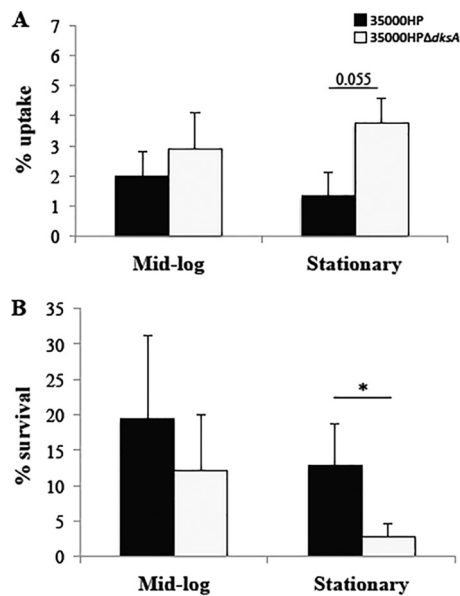 A
35000HP
35000HPΔdksA
% uptake
7
6
5
4
3
2
1
0
0.055
Mid-log
Stationary
B
% survival
35
30
25
20
15
10
5
0
*
Mid-log
Stationary